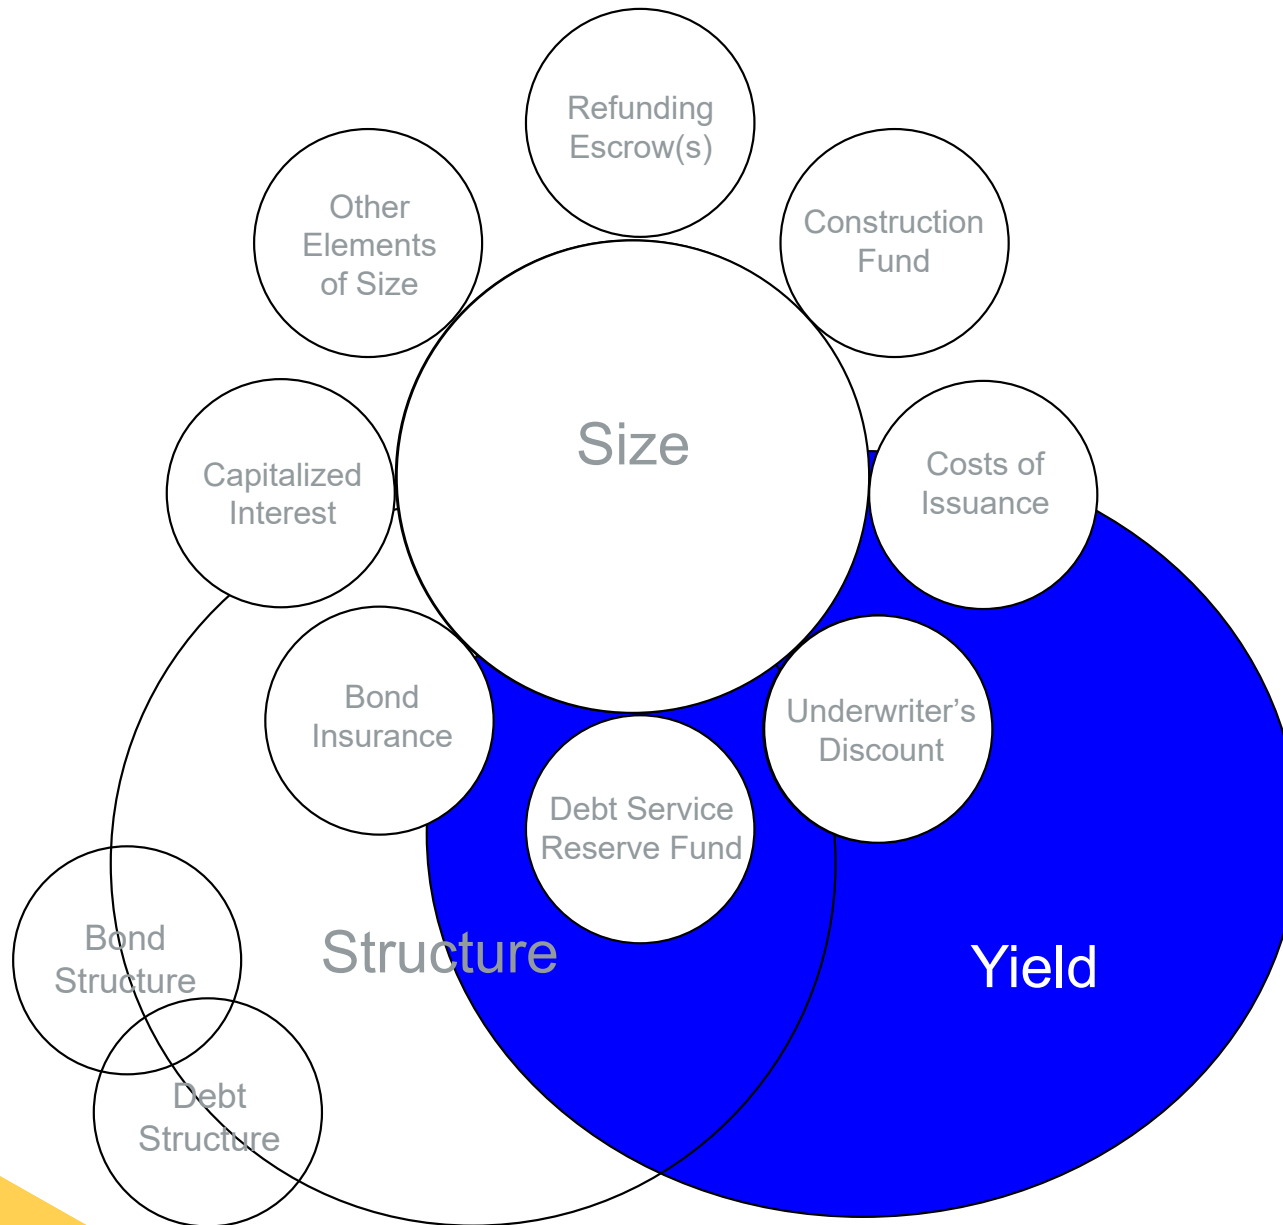 Refunding
Escrow(s)
Other
Elements
of Size
Construction
Fund
Size
Capitalized
Interest
Costs of
Issuance
Bond
Insurance
Underwriter’s
Discount
Debt Service
Reserve Fund
Bond
Structure
Structure
Yield
Debt
Structure